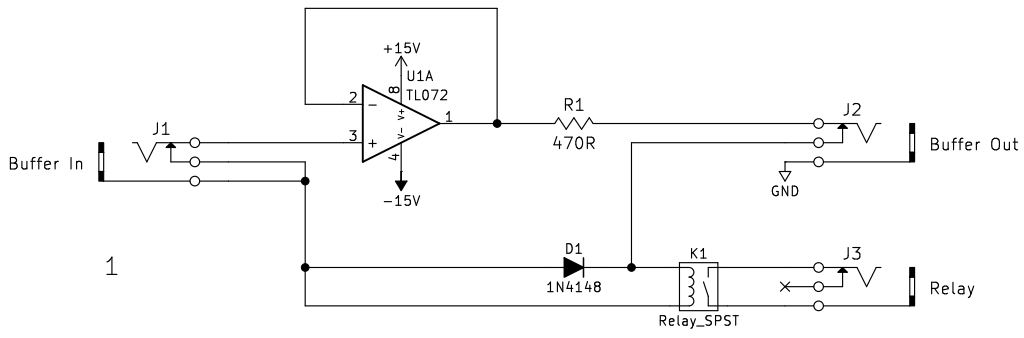 +15V
U1A
TL072
8
V+
2
−
3
+
1
V-
4
-15V
R1
470R
J1
Buffer In
J2
Buffer Out
GND
D1
1N4148
K1
Relay_SPST
J3
Relay
1